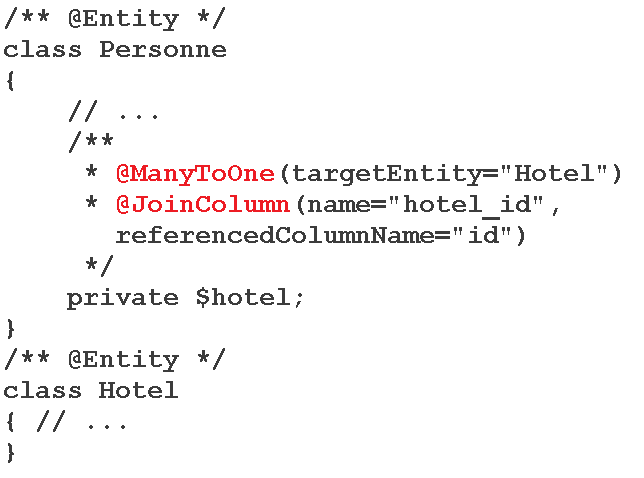 /** @Entity */
class Personne
{
    // ...
    /**
     * @ManyToOne(targetEntity="Hotel")
     * @JoinColumn(name="hotel_id",
       referencedColumnName="id")
     */
    private $hotel;
}
/** @Entity */
class Hotel
{ // ...
}